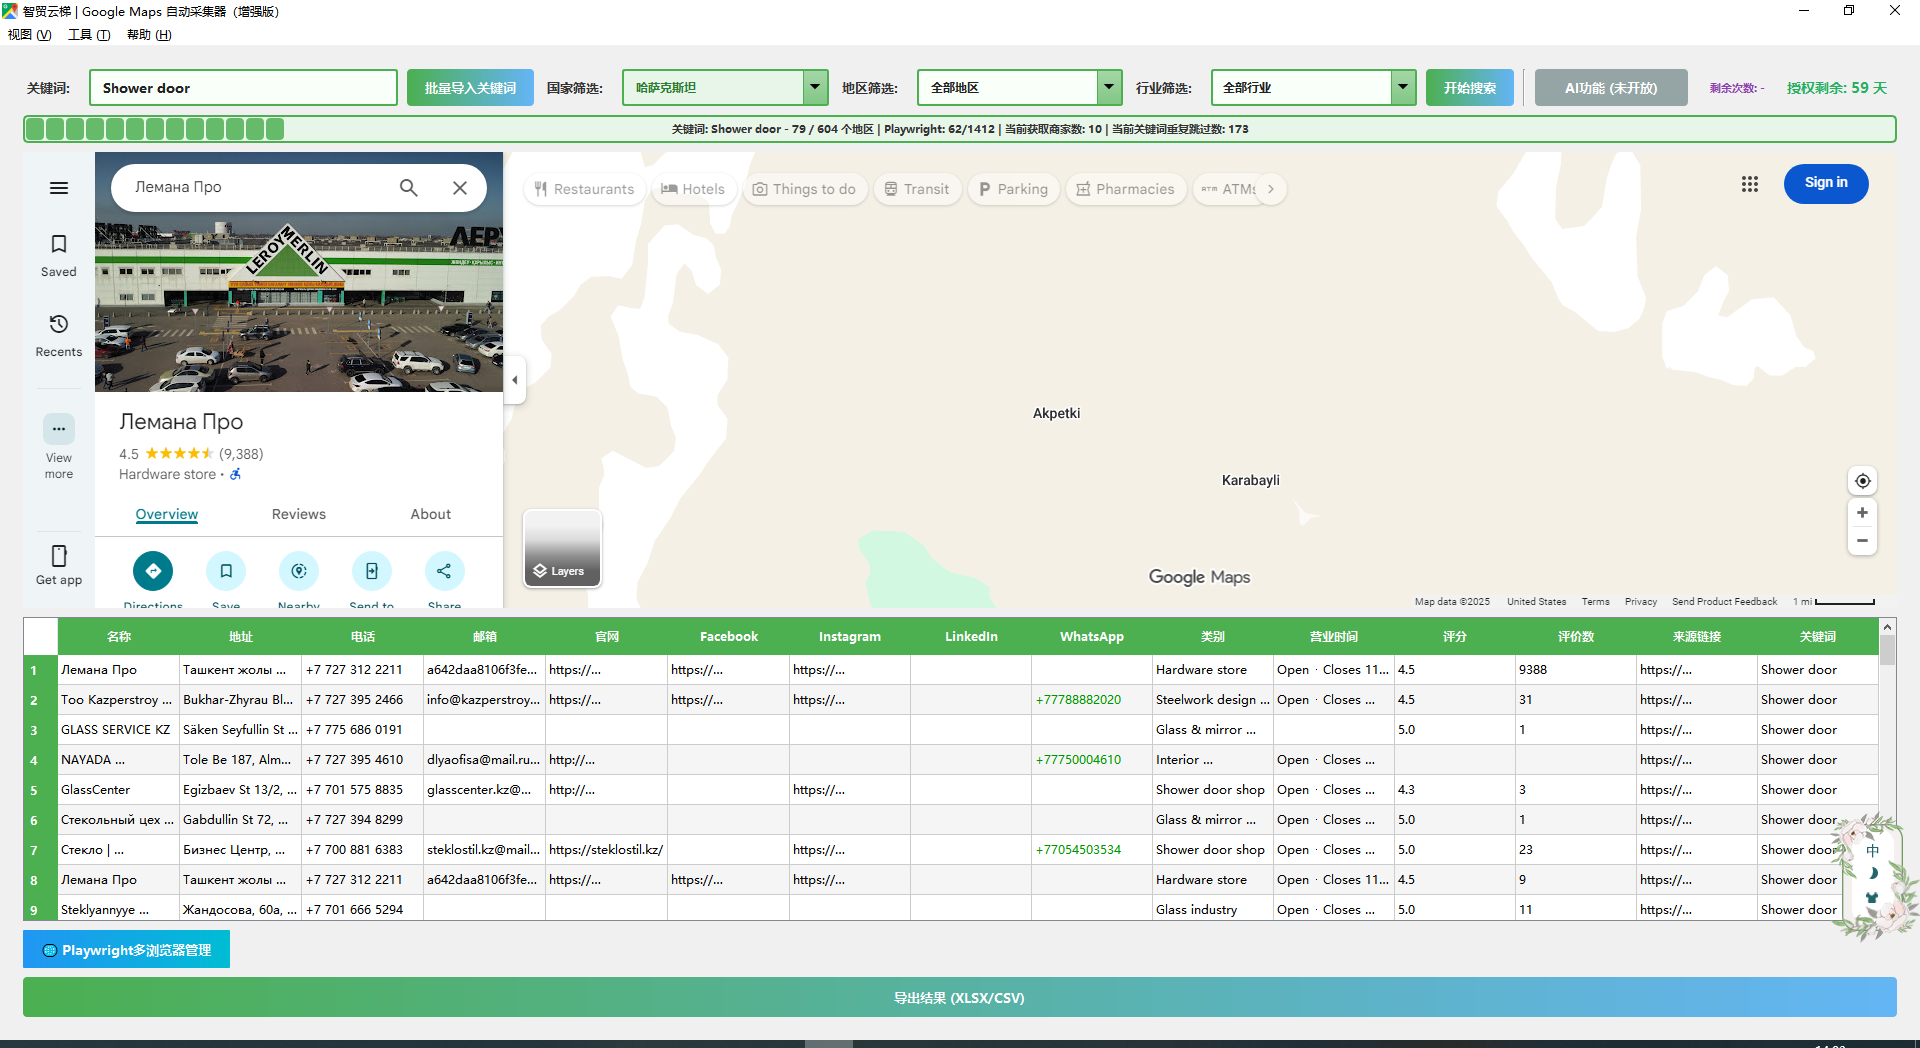 智贸云梯 | Google Maps 自动采集器（增强版）
视图 (V) 工具 (T) 帮助 (H)
关键词: Shower door 批量导入关键词 国家筛选: 哈萨克斯坦 地区筛选: 全部地区 行业筛选: 全部行业 开始搜索 AI功能 (未开放) 剩余次数: - 授权剩余: 59 天
关键词: Shower door - 79 / 604 个地区 | Playwright: 62/1412 | 当前获取商家数: 10 | 当前关键词重复跳过数: 173
Saved
Recents
View more
Get app
Лемана Про
LEROY MERLIN
ЛЕРУ
Лемана Про
4.5 (9,388)
Hardware store ·
Overview Reviews About
Directions Save Nearby Send to Share
Restaurants Hotels Things to do Transit Parking Pharmacies ATMs
Sign in
Akpetki
Karabayli
Layers
Google Maps
Map data ©2025 United States Terms Privacy Send Product Feedback 1 mi
名称 地址 电话 邮箱 官网 Facebook Instagram LinkedIn WhatsApp 类别 营业时间 评分 评价数 来源链接 关键词
1 Лемана Про Ташкент жолы ... +7 727 312 2211 a642daa8106f3fe... https://... https://... https://... Hardware store Open · Closes 11... 4.5 9388 https://... Shower door
2 Too Kazperstroy ... Bukhar-Zhyrau Bl... +7 727 395 2466 info@kazperstroy... https://... https://... https://... +77788882020 Steelwork design ... Open · Closes ... 4.5 31 https://... Shower door
3 GLASS SERVICE KZ Säken Seyfullin St ... +7 775 686 0191 Glass & mirror ... 5.0 1 https://... Shower door
4 NAYADA ... Tole Be 187, Alm... +7 727 395 4610 dlyaofisa@mail.ru... http://... +77750004610 Interior ... Open · Closes ... https://... Shower door
5 GlassCenter Egizbaev St 13/2, ... +7 701 575 8835 glasscenter.kz@... http://... https://... Shower door shop Open · Closes ... 4.3 3 https://... Shower door
6 Стекольный цех ... Gabdullin St 72, ... +7 727 394 8299 Glass & mirror ... Open · Closes ... 5.0 1 https://... Shower door
7 Стекло | ... Бизнес Центр, ... +7 700 881 6383 steklostil.kz@mail... https://steklostil.kz/ https://... +77054503534 Shower door shop Open · Closes ... 5.0 23 https://... Shower door
8 Лемана Про Ташкент жолы ... +7 727 312 2211 a642daa8106f3fe... https://... https://... https://... Hardware store Open · Closes 11... 4.5 9 https://... Shower door
9 Steklyannyye ... Жандосова, 60а, ... +7 701 666 5294 Glass industry Open · Closes ... 5.0 11 https://... Shower door
中
Playwright多浏览器管理
导出结果 (XLSX/CSV)